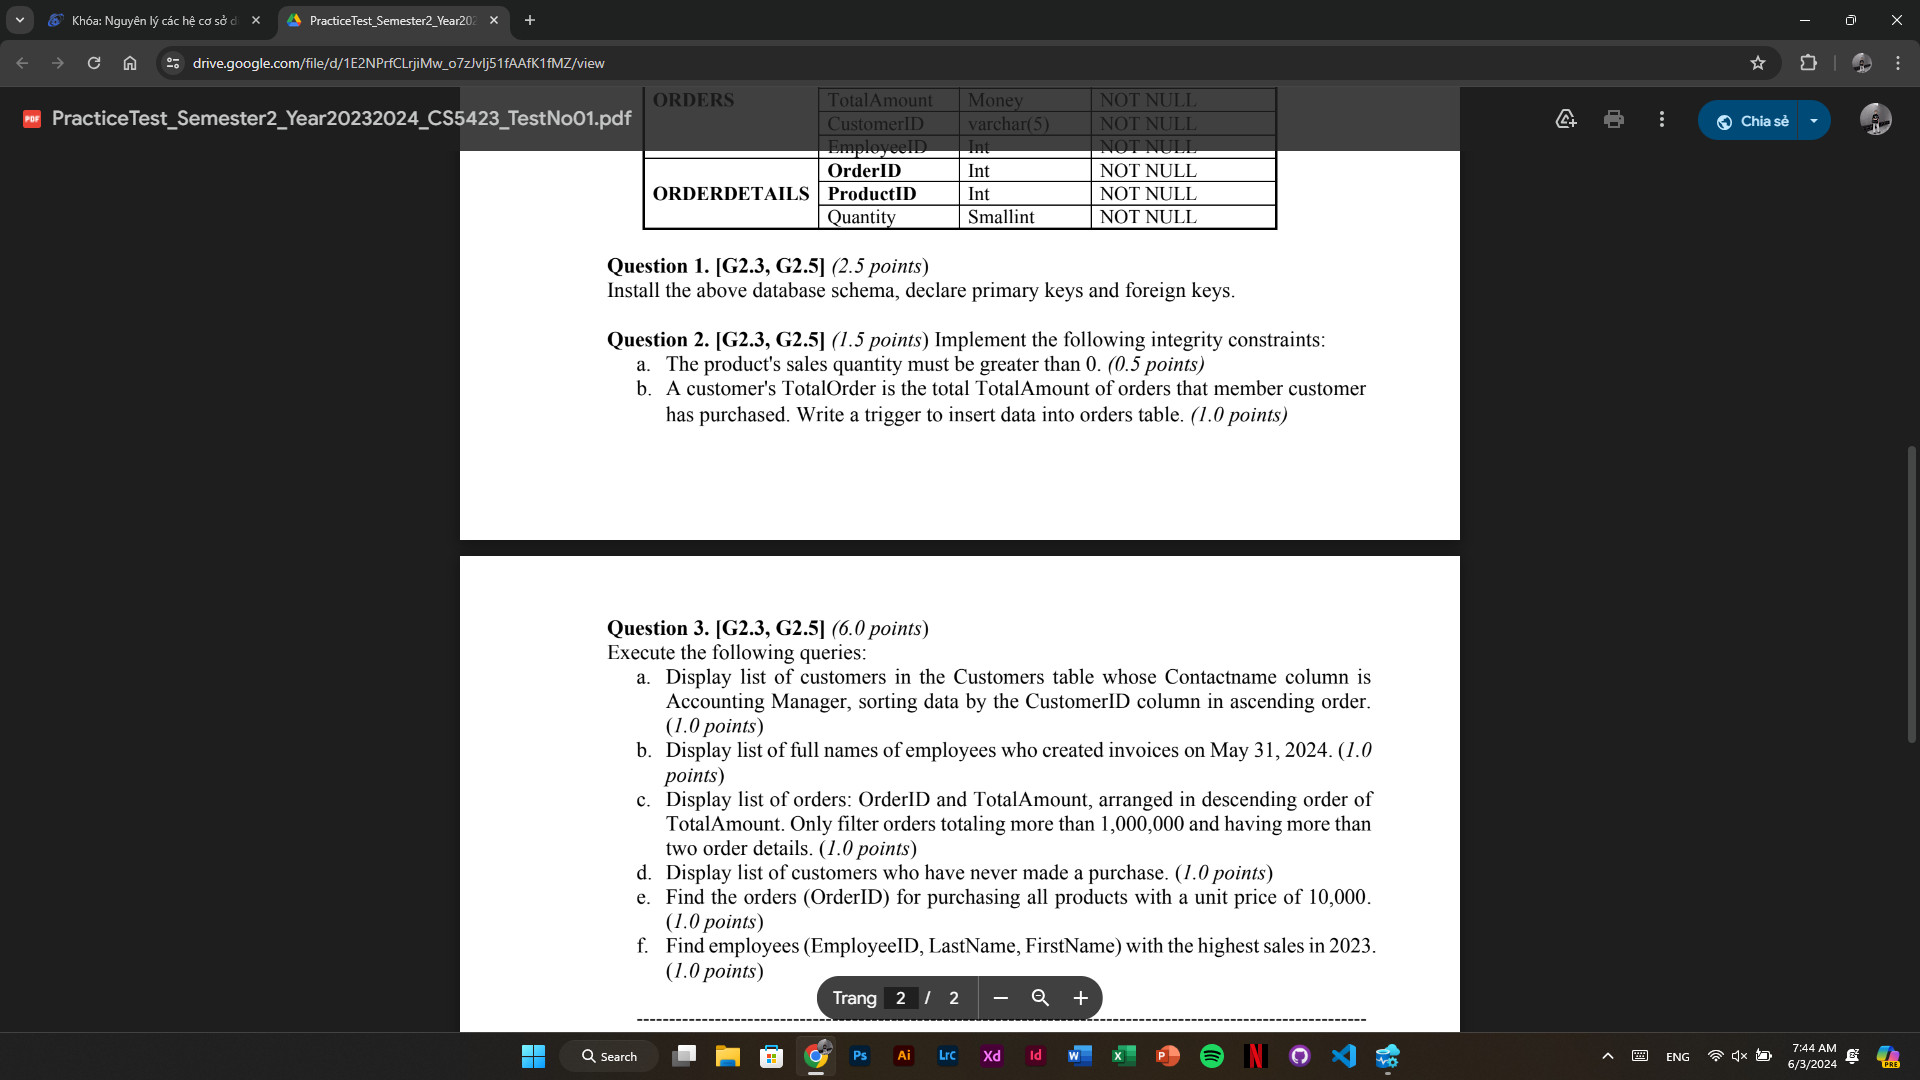 Khóa: Nguyên lý các hệ cơ sở d
PracticeTest_Semester2_Year202
drive.google.com/file/d/1E2NPrfCLrjiMw_o7zJvlj51fAAfK1fMZ/view
PDF PracticeTest_Semester2_Year20232024_CS5423_TestNo01.pdf
Chia sẻ
ORDERS TotalAmount Money NOT NULL
CustomerID varchar(5) NOT NULL
EmployeeID Int NOT NULL
OrderID Int NOT NULL
ORDERDETAILS ProductID Int NOT NULL
Quantity Smallint NOT NULL
Question 1. [G2.3, G2.5] (2.5 points)
Install the above database schema, declare primary keys and foreign keys.
Question 2. [G2.3, G2.5] (1.5 points) Implement the following integrity constraints:
a. The product's sales quantity must be greater than 0. (0.5 points)
b. A customer's TotalOrder is the total TotalAmount of orders that member customer
has purchased. Write a trigger to insert data into orders table. (1.0 points)
Question 3. [G2.3, G2.5] (6.0 points)
Execute the following queries:
a. Display list of customers in the Customers table whose Contactname column is
Accounting Manager, sorting data by the CustomerID column in ascending order.
(1.0 points)
b. Display list of full names of employees who created invoices on May 31, 2024. (1.0
points)
c. Display list of orders: OrderID and TotalAmount, arranged in descending order of
TotalAmount. Only filter orders totaling more than 1,000,000 and having more than
two order details. (1.0 points)
d. Display list of customers who have never made a purchase. (1.0 points)
e. Find the orders (OrderID) for purchasing all products with a unit price of 10,000.
(1.0 points)
f. Find employees (EmployeeID, LastName, FirstName) with the highest sales in 2023.
(1.0 points)
Trang 2 / 2
Search
Ps
Ai
Lrc
Xd
Id
W
X
P
N
ENG
7:44 AM
6/3/2024
PRE